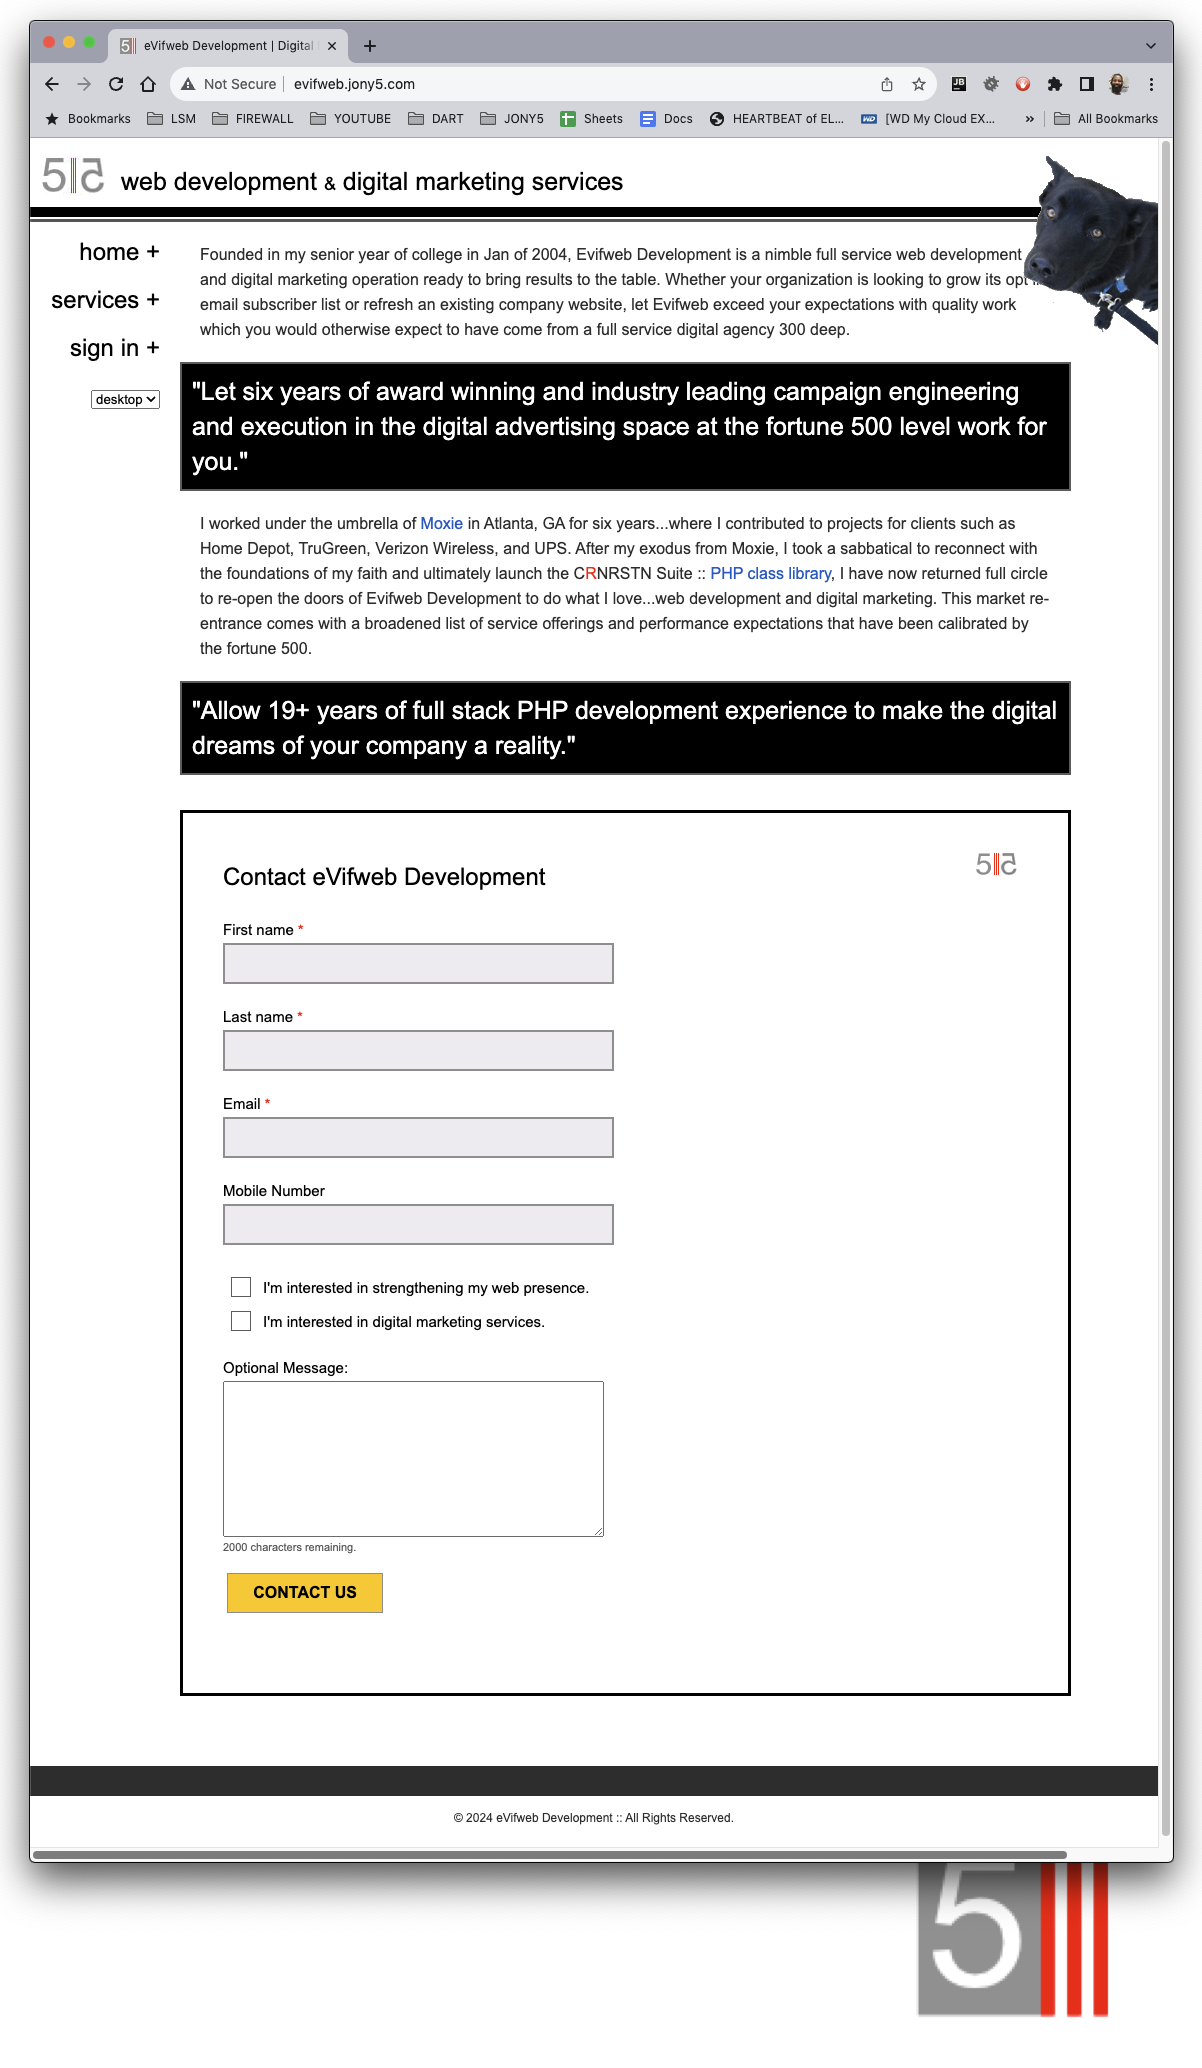 eVifweb Development | Digital
Not Secure evifweb.jony5.com
Bookmarks LSM FIREWALL YOUTUBE DART JONY5 Sheets Docs HEARTBEAT of EL... [WD My Cloud EX... » All Bookmarks
web development & digital marketing services
home +
services +
sign in +
desktop
Founded in my senior year of college in Jan of 2004, Evifweb Development is a nimble full service web development
and digital marketing operation ready to bring results to the table. Whether your organization is looking to grow its
email subscriber list or refresh an existing company website, let Evifweb exceed your expectations with quality work
which you would otherwise expect to have come from a full service digital agency 300 deep.
"Let six years of award winning and industry leading campaign engineering
and execution in the digital advertising space at the fortune 500 level work for
you."
I worked under the umbrella of Moxie in Atlanta, GA for six years...where I contributed to projects for clients such as
Home Depot, TruGreen, Verizon Wireless, and UPS. After my exodus from Moxie, I took a sabbatical to reconnect with
the foundations of my faith and ultimately launch the CRNRSTN Suite :: PHP class library, I have now returned full circle
to re-open the doors of Evifweb Development to do what I love...web development and digital marketing. This market re-
entrance comes with a broadened list of service offerings and performance expectations that have been calibrated by
the fortune 500.
"Allow 19+ years of full stack PHP development experience to make the digital
dreams of your company a reality."
Contact eVifweb Development
5
First name *
Last name *
Email *
Mobile Number
I'm interested in strengthening my web presence.
I'm interested in digital marketing services.
Optional Message:
2000 characters remaining.
CONTACT US
© 2024 eVifweb Development :: All Rights Reserved.
5